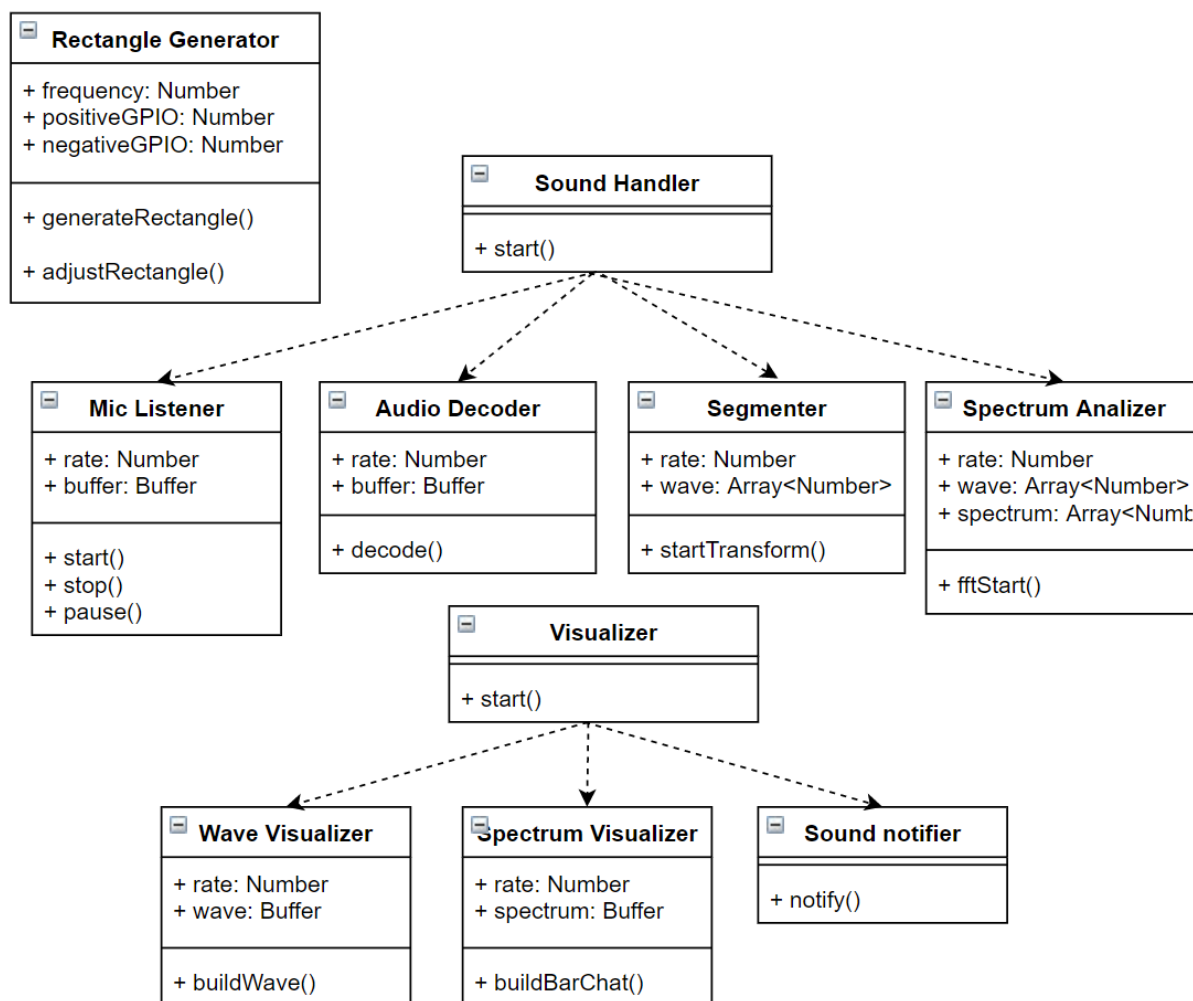 Rectangle Generator
+ frequency: Number
+ positiveGPIO: Number
+ negativeGPIO: Number
+ generateRectangle()
+ adjustRectangle()
Sound Handler
+ start()
Mic Listener
+ rate: Number
+ buffer: Buffer
+ start()
+ stop()
+ pause()
Audio Decoder
+ rate: Number
+ buffer: Buffer
+ decode()
Segmenter
+ rate: Number
+ wave: Array<Number>
+ startTransform()
Spectrum Analizer
+ rate: Number
+ wave: Array<Number>
+ spectrum: Array<Numb
+ fftStart()
Visualizer
+ start()
Wave Visualizer
+ rate: Number
+ wave: Buffer
+ buildWave()
Spectrum Visualizer
+ rate: Number
+ spectrum: Buffer
+ buildBarChat()
Sound notifier
+ notify()